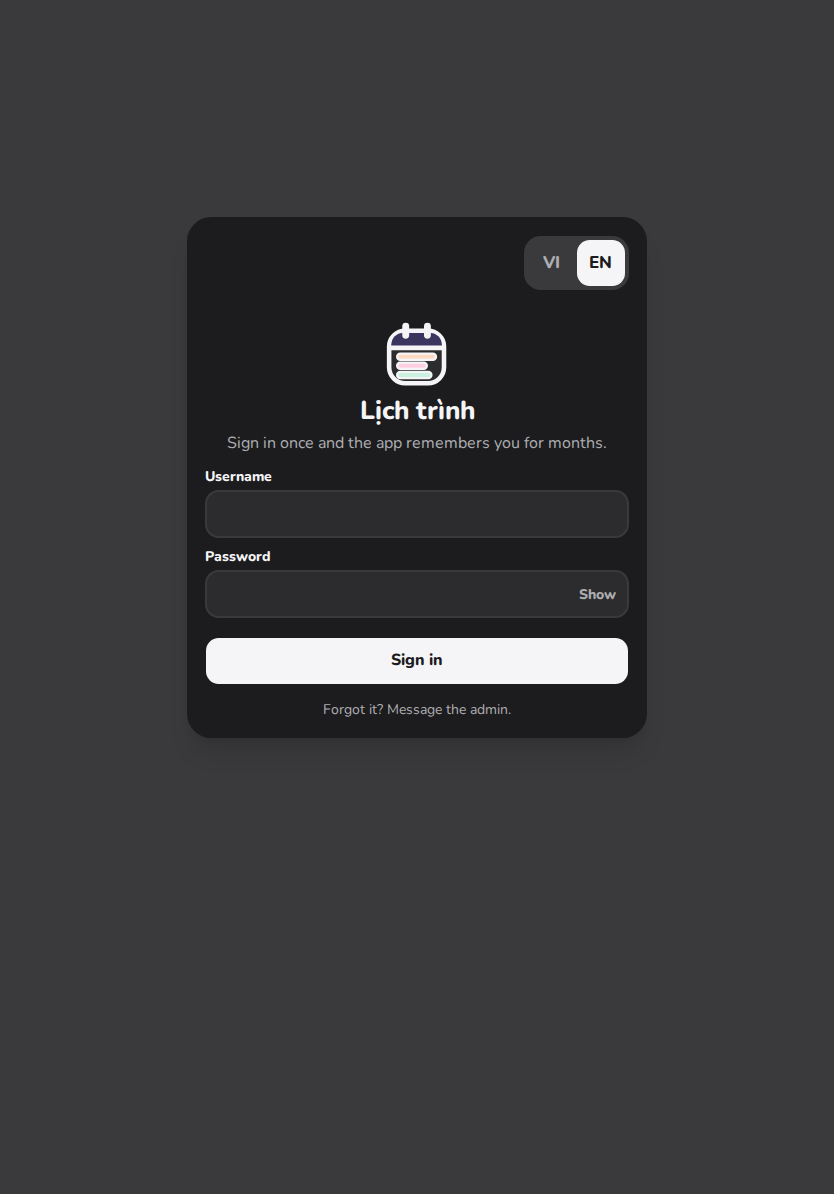 VI EN
Lịch trình
Sign in once and the app remembers you for months.
Username
Password
Show
Sign in
Forgot it? Message the admin.